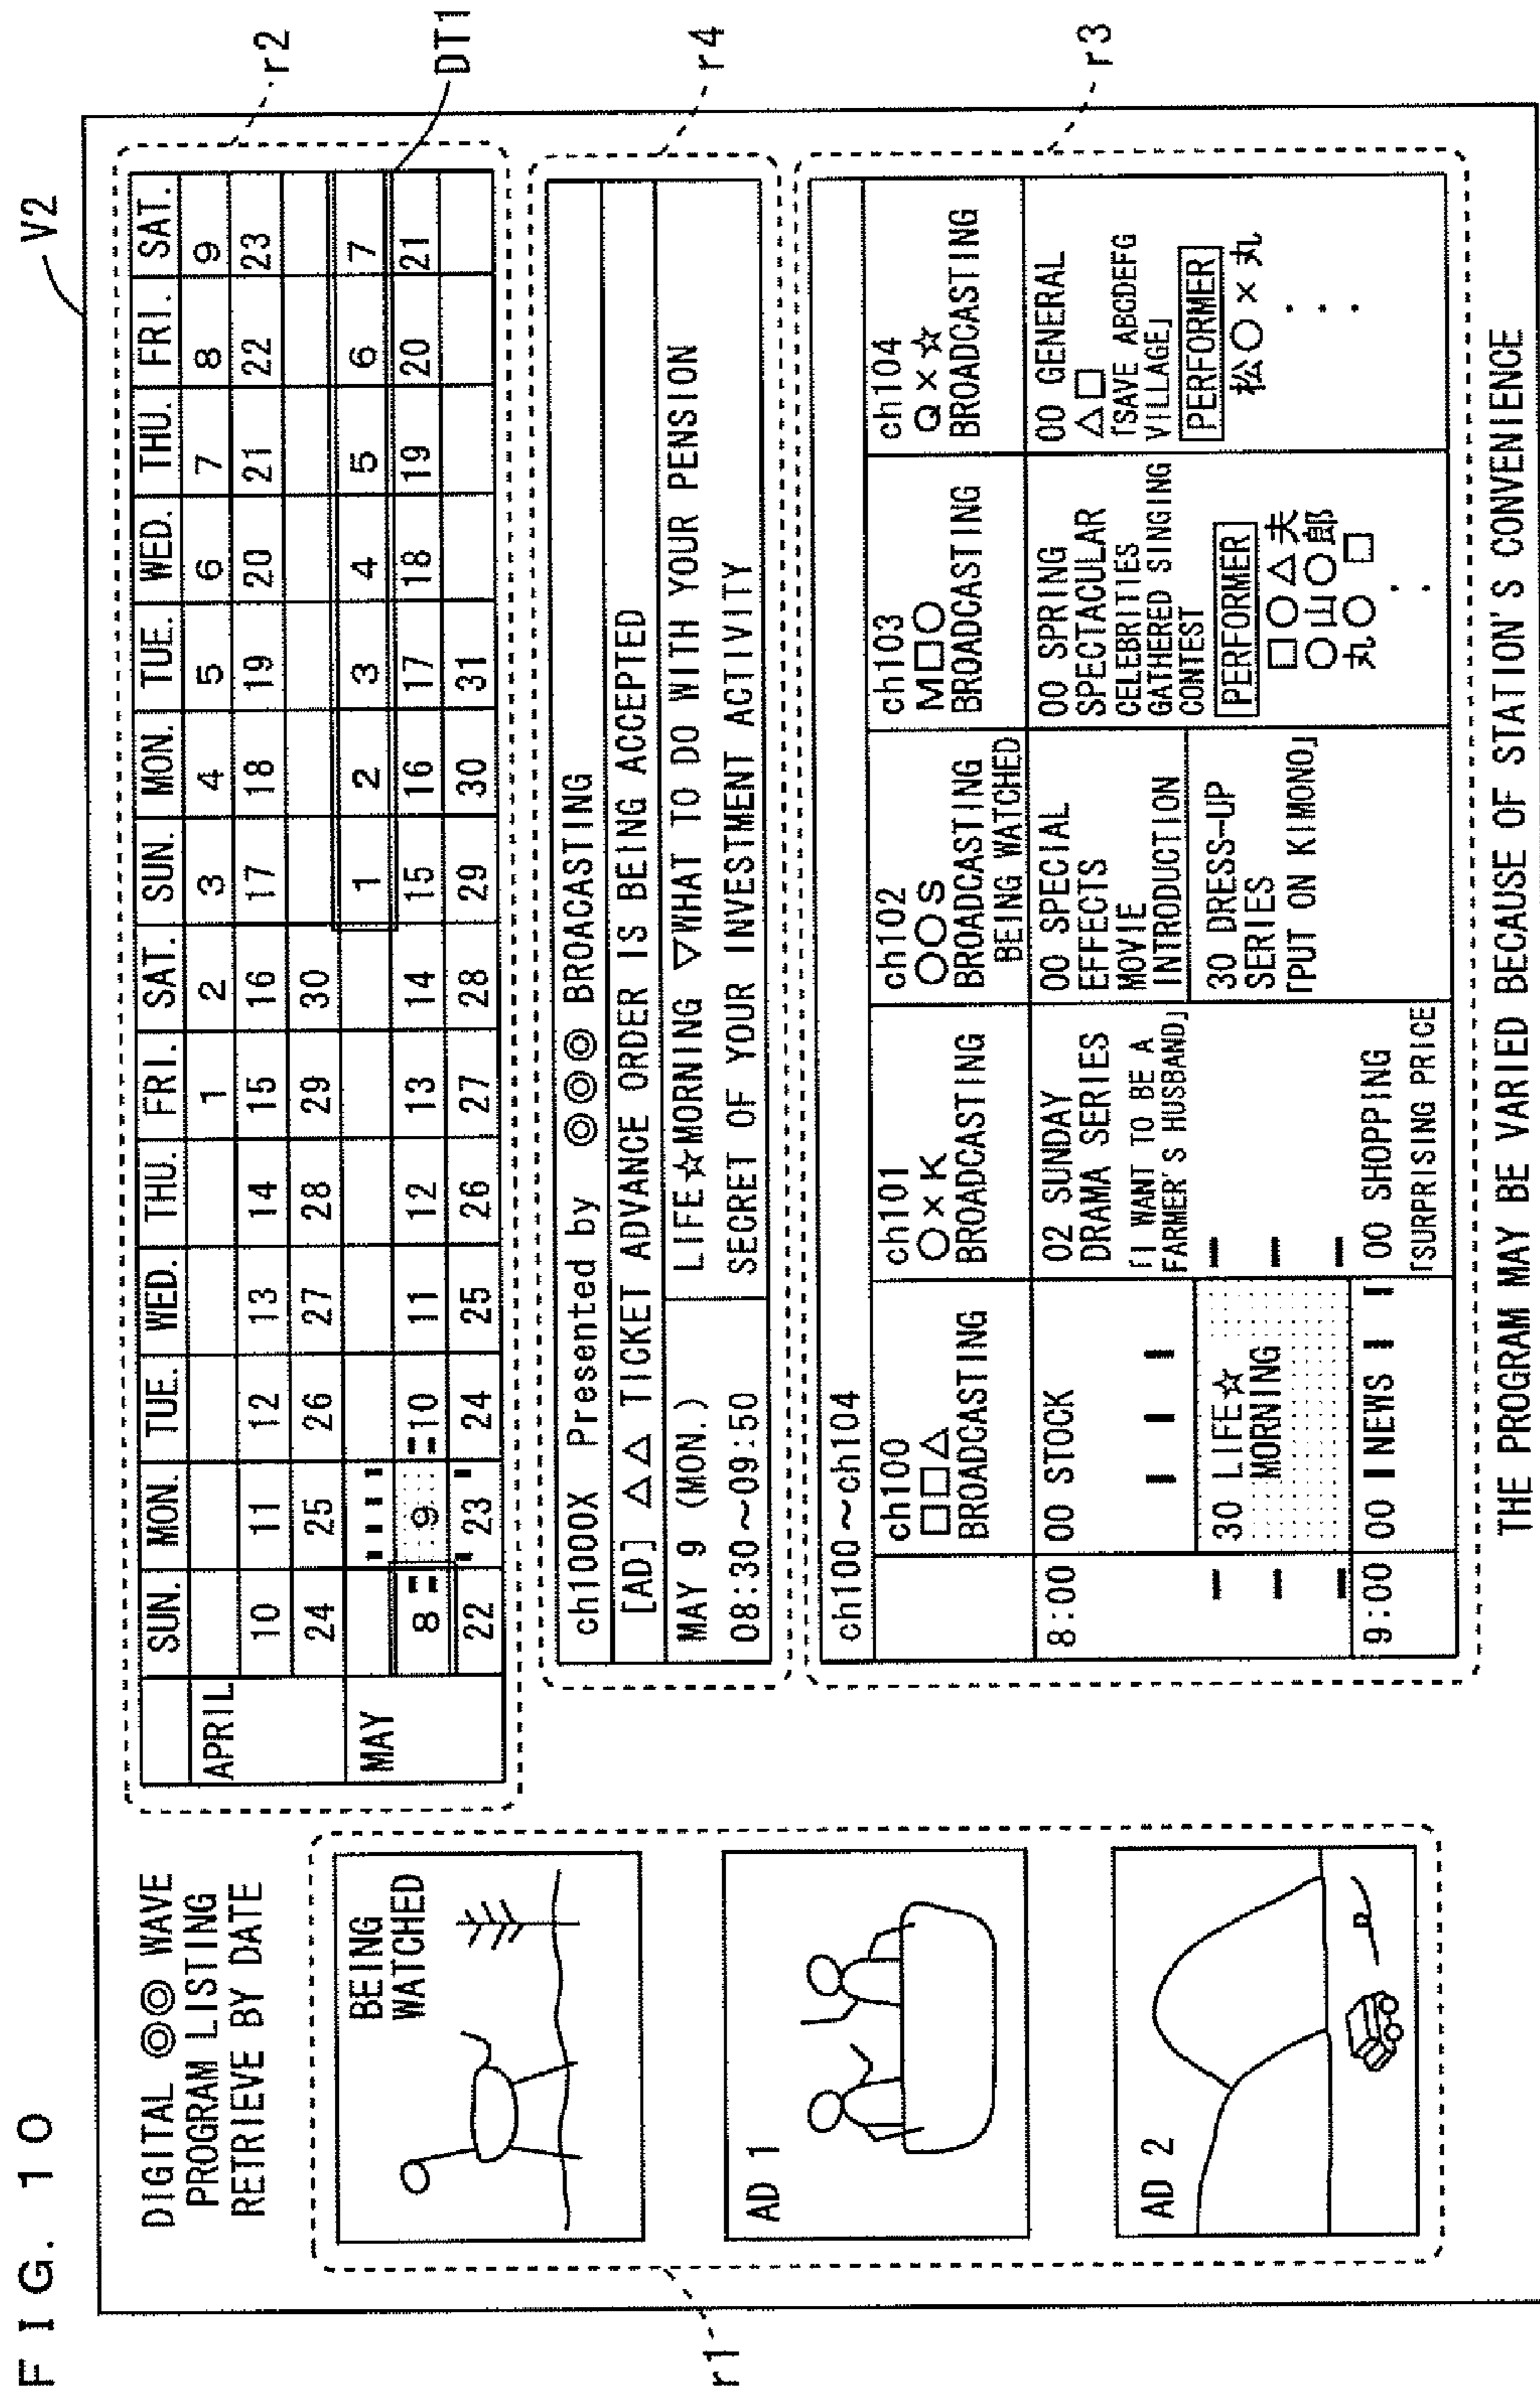 FIG. 10
V2
DIGITAL ◎◎ WAVE
PROGRAM LISTING
RETRIEVE BY DATE
r1
BEING
WATCHED
AD 1
AD 2
r2
SUN. MON. TUE. WED. THU. FRI. SAT. SUN. MON. TUE. WED. THU. FRI. SAT.
APRIL 1 2 3 4 5 6 7 8 9
10 11 12 13 14 15 16 17 18 19 20 21 22 23
24 25 26 27 28 29 30
MAY 1 2 3 4 5 6 7
8 9 10 11 12 13 14 15 16 17 18 19 20 21
22 23 24 25 26 27 28 29 30 31
DT1
r4
ch1000X Presented by ◎◎◎ BROACASTING
[AD] △△ TICKET ADVANCE ORDER IS BEING ACCEPTED
MAY 9 (MON.)
08:30～09:50
LIFE☆MORNING ▽WHAT TO DO WITH YOUR PENSION
SECRET OF YOUR INVESTMENT ACTIVITY
r3
ch100～ch104
ch100
□□△
BROADCASTING
ch101
○×K
BROADCASTING
ch102
○○S
BROADCASTING
BEING WATCHED
ch103
M□○
BROADCASTING
ch104
Q×☆
BROADCASTING
8:00
00 STOCK
30 LIFE☆
MORNING
02 SUNDAY
DRAMA SERIES
「I WANT TO BE A
FARMER'S HUSBAND」
00 SPECIAL
EFFECTS
MOVIE
INTRODUCTION
30 DRESS-UP
SERIES
「PUT ON KIMONO」
00 SPRING
SPECTACULAR
CELEBRITIES
GATHERED SINGING
CONTEST
PERFORMER
□○△夫
○山○郎
丸○ □
00 GENERAL
△□
「SAVE ABCDEFG
VILLAGE」
PERFORMER
松○×丸
9:00
00 NEWS
00 SHOPPING
「SURPRISING PRICE
THE PROGRAM MAY BE VARIED BECAUSE OF STATION'S CONVENIENCE